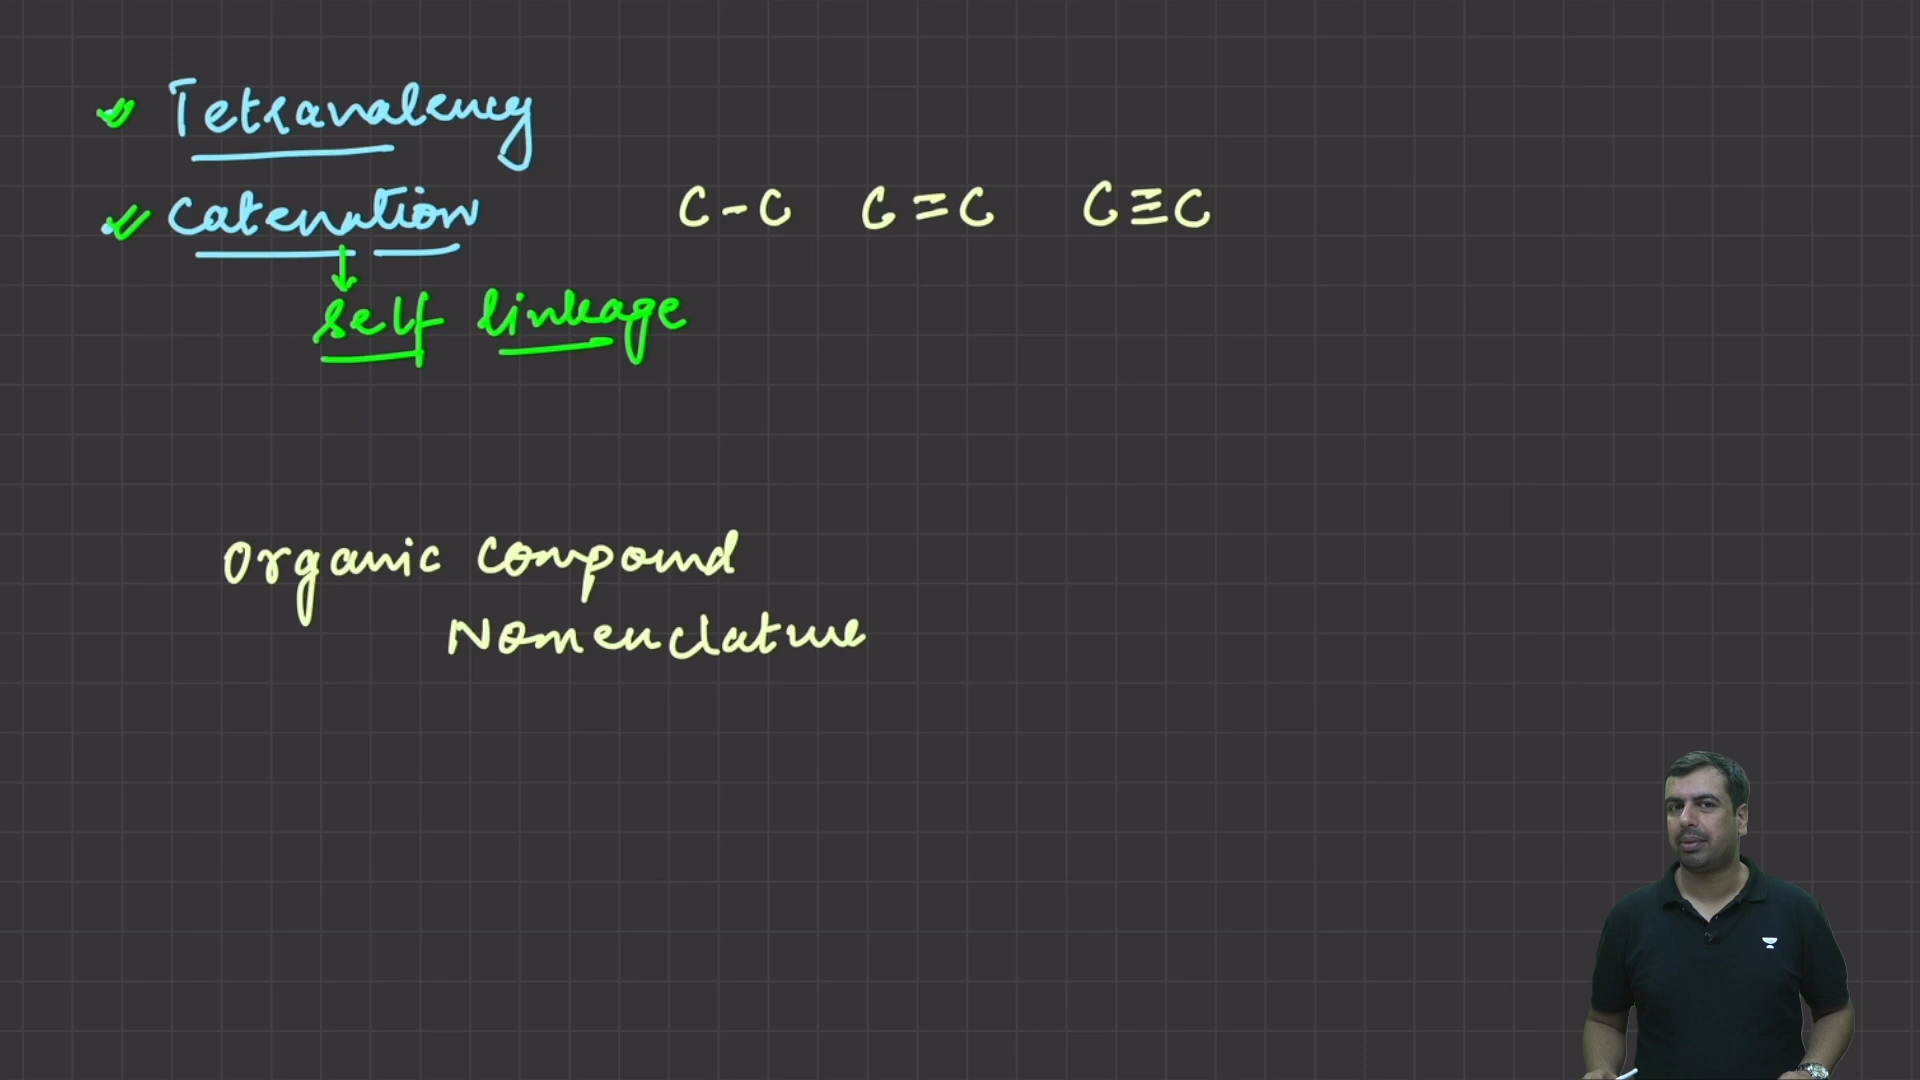 Tetravalency
Catenation C-C C=C C≡C
self linkage
Organic compound
Nomenclature